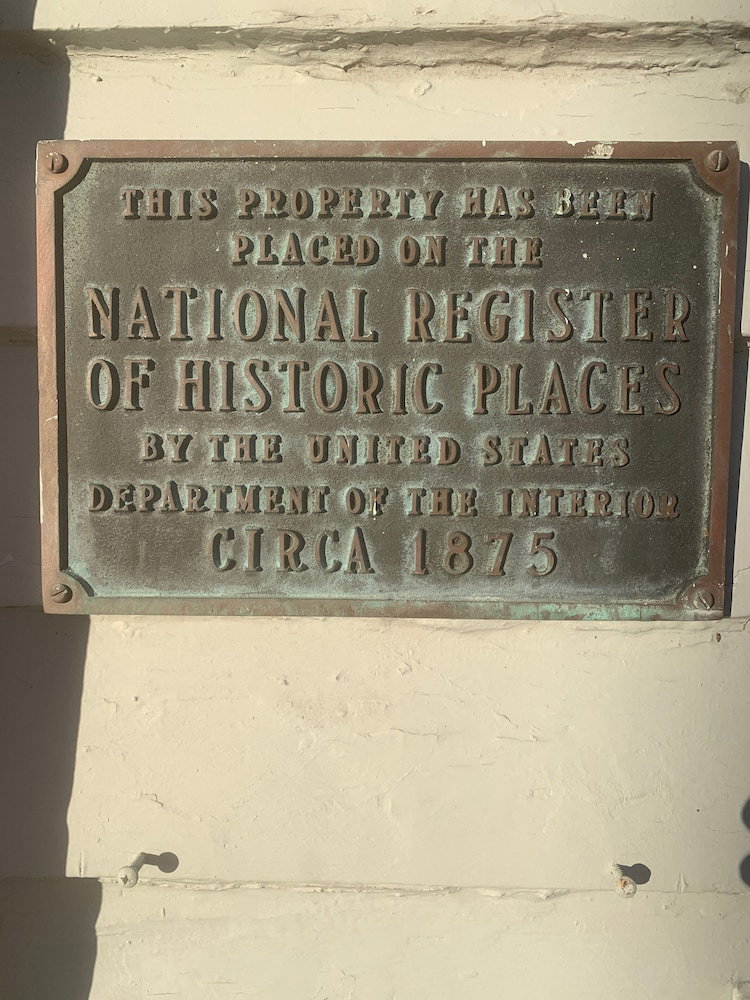 THIS PROPERTY HAS BEEN
PLACED ON THE
NATIONAL REGISTER
OF HISTORIC PLACES
BY THE UNITED STATES
DEPARTMENT OF THE INTERIOR
CIRCA 1875